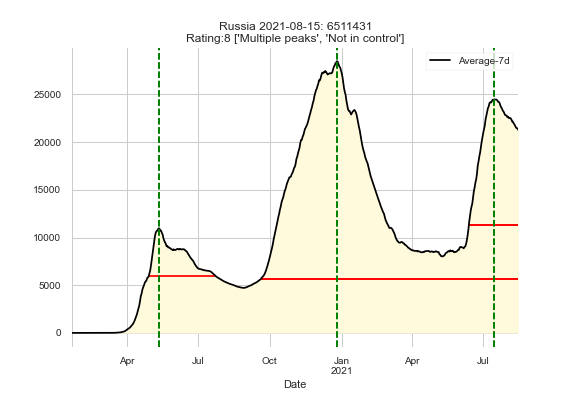 Russia 2021-08-15: 6511431
Rating:8 ['Multiple peaks', 'Not in control']
Average-7d
25000
20000
15000
10000
5000
0
Apr Jul Oct Jan Apr Jul
2021
Date